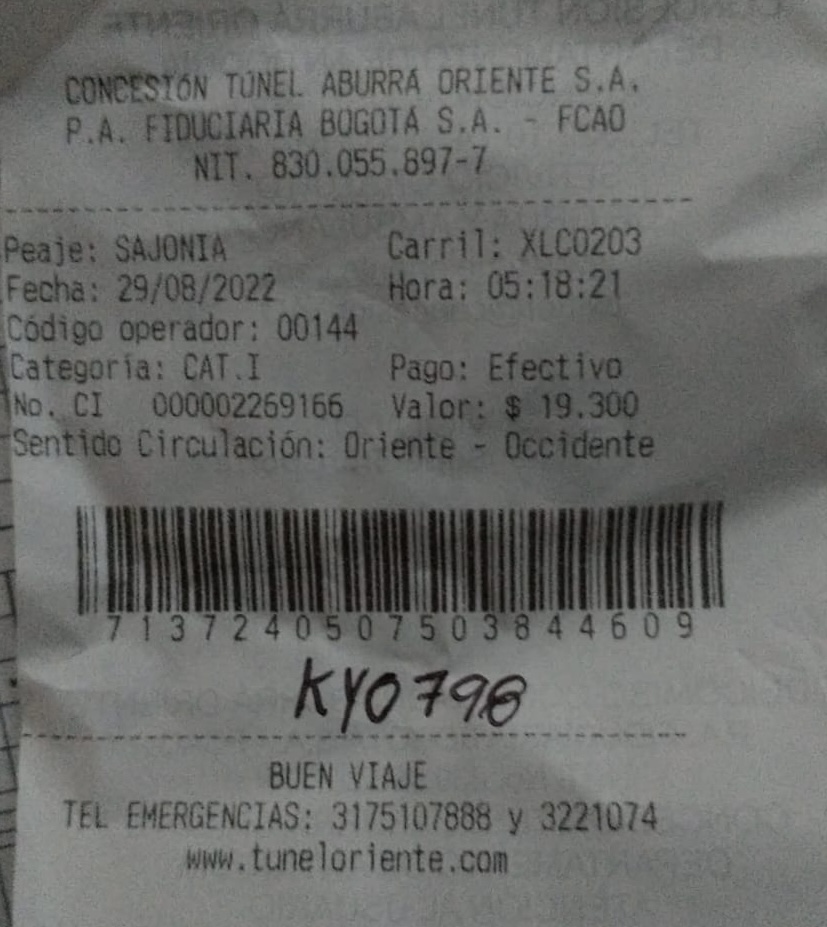 CONCESIÓN TÚNEL ABURRA ORIENTE S.A.
P.A. FIDUCIARIA BOGOTÁ S.A. - FCAO
NIT. 830.055.897-7
Peaje: SAJONIA Carril: XLC0203
Fecha: 29/08/2022 Hora: 05:18:21
Código operador: 00144
Categoría: CAT.I Pago: Efectivo
No. CI 000002269166 Valor: $ 19.300
Sentido Circulación: Oriente - Occidente
7137240507503844609
KYO798
BUEN VIAJE
TEL EMERGENCIAS: 3175107888 y 3221074
www.tuneloriente.com